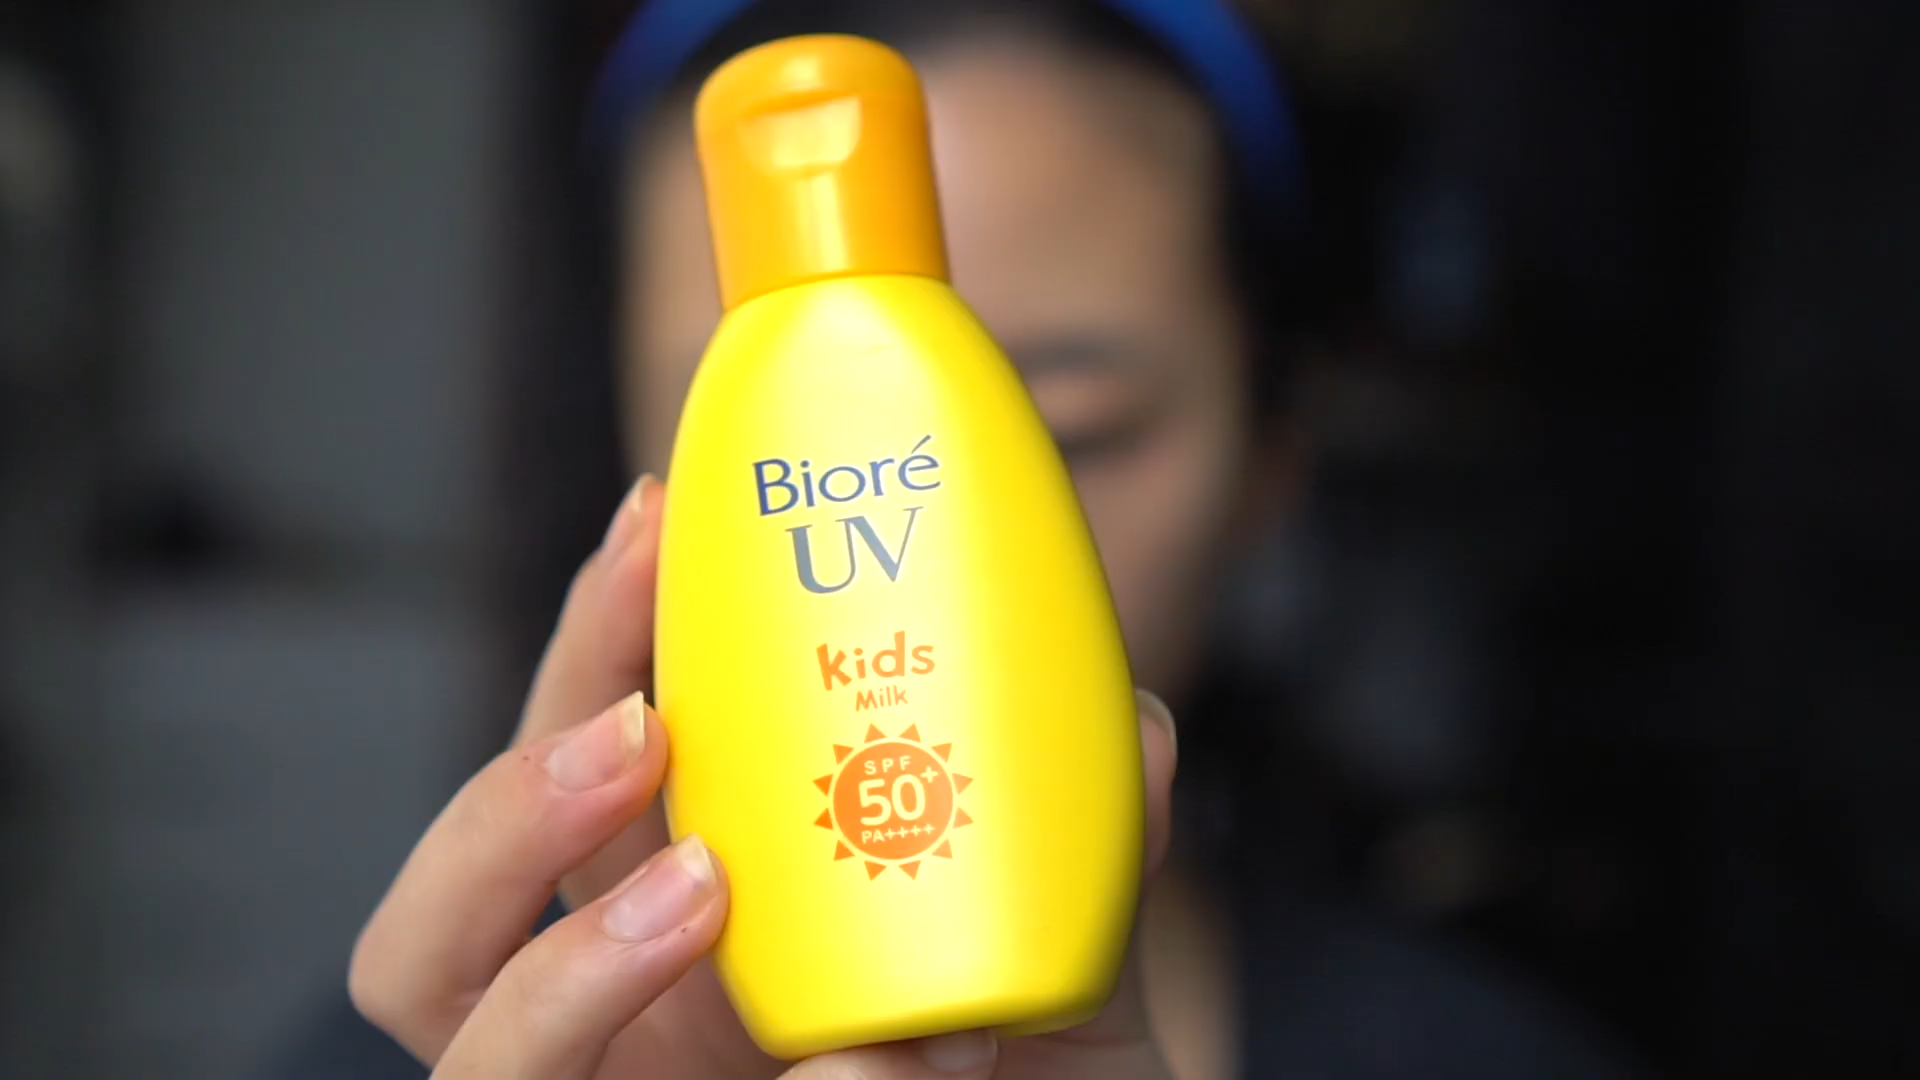 Bioré
UV
kids
Milk
SPF
50+
PA++++